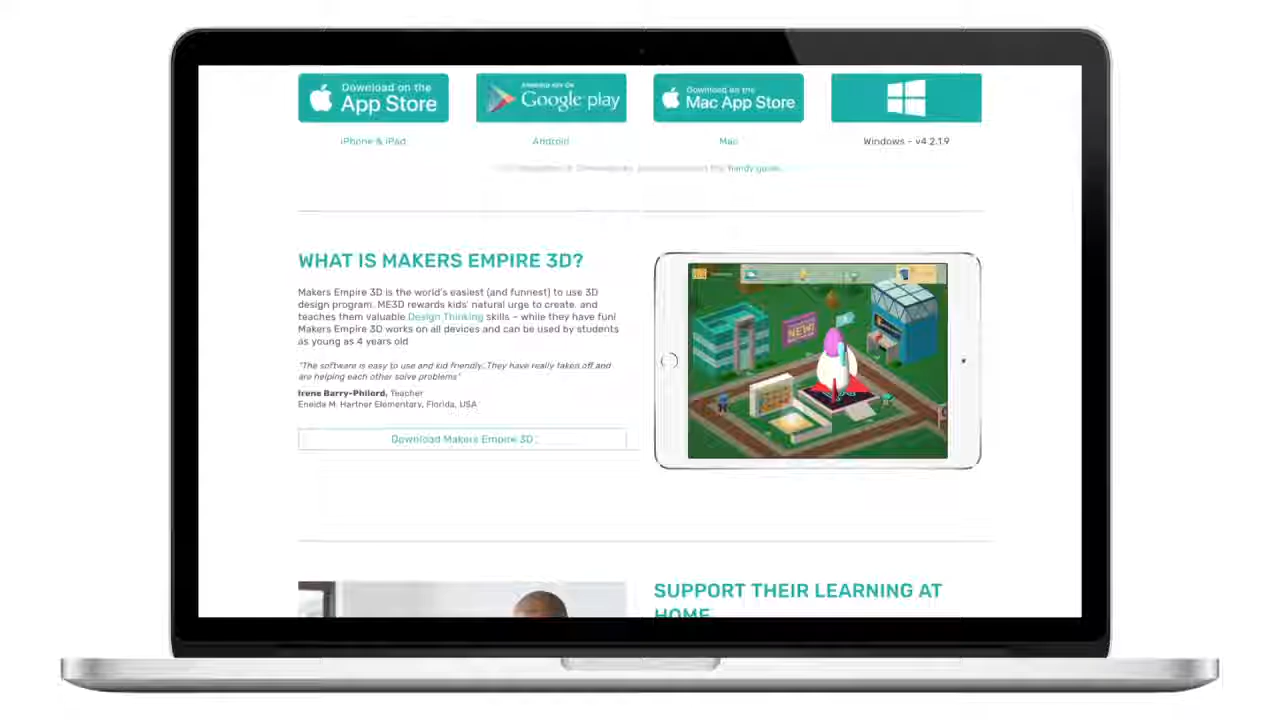 Download on the
App Store
ANDROID APP ON
Google play
Download on the
Mac App Store
iPhone & iPad
Android
Mac
Windows - v4.2.1.9
handy guide.
WHAT IS MAKERS EMPIRE 3D?
Makers Empire 3D is the world's easiest (and funnest) to use 3D
design program. ME3D rewards kids' natural urge to create, and
teaches them valuable Design Thinking skills – while they have fun!
Makers Empire 3D works on all devices and can be used by students
as young as 4 years old
"The software is easy to use and kid friendly. They have really taken off and
are helping each other solve problems"
Irene Barry-Philord, Teacher
Eneida M. Hartner Elementary, Florida, USA
Download Makers Empire 3D
NEW!
SUPPORT THEIR LEARNING AT
HOME